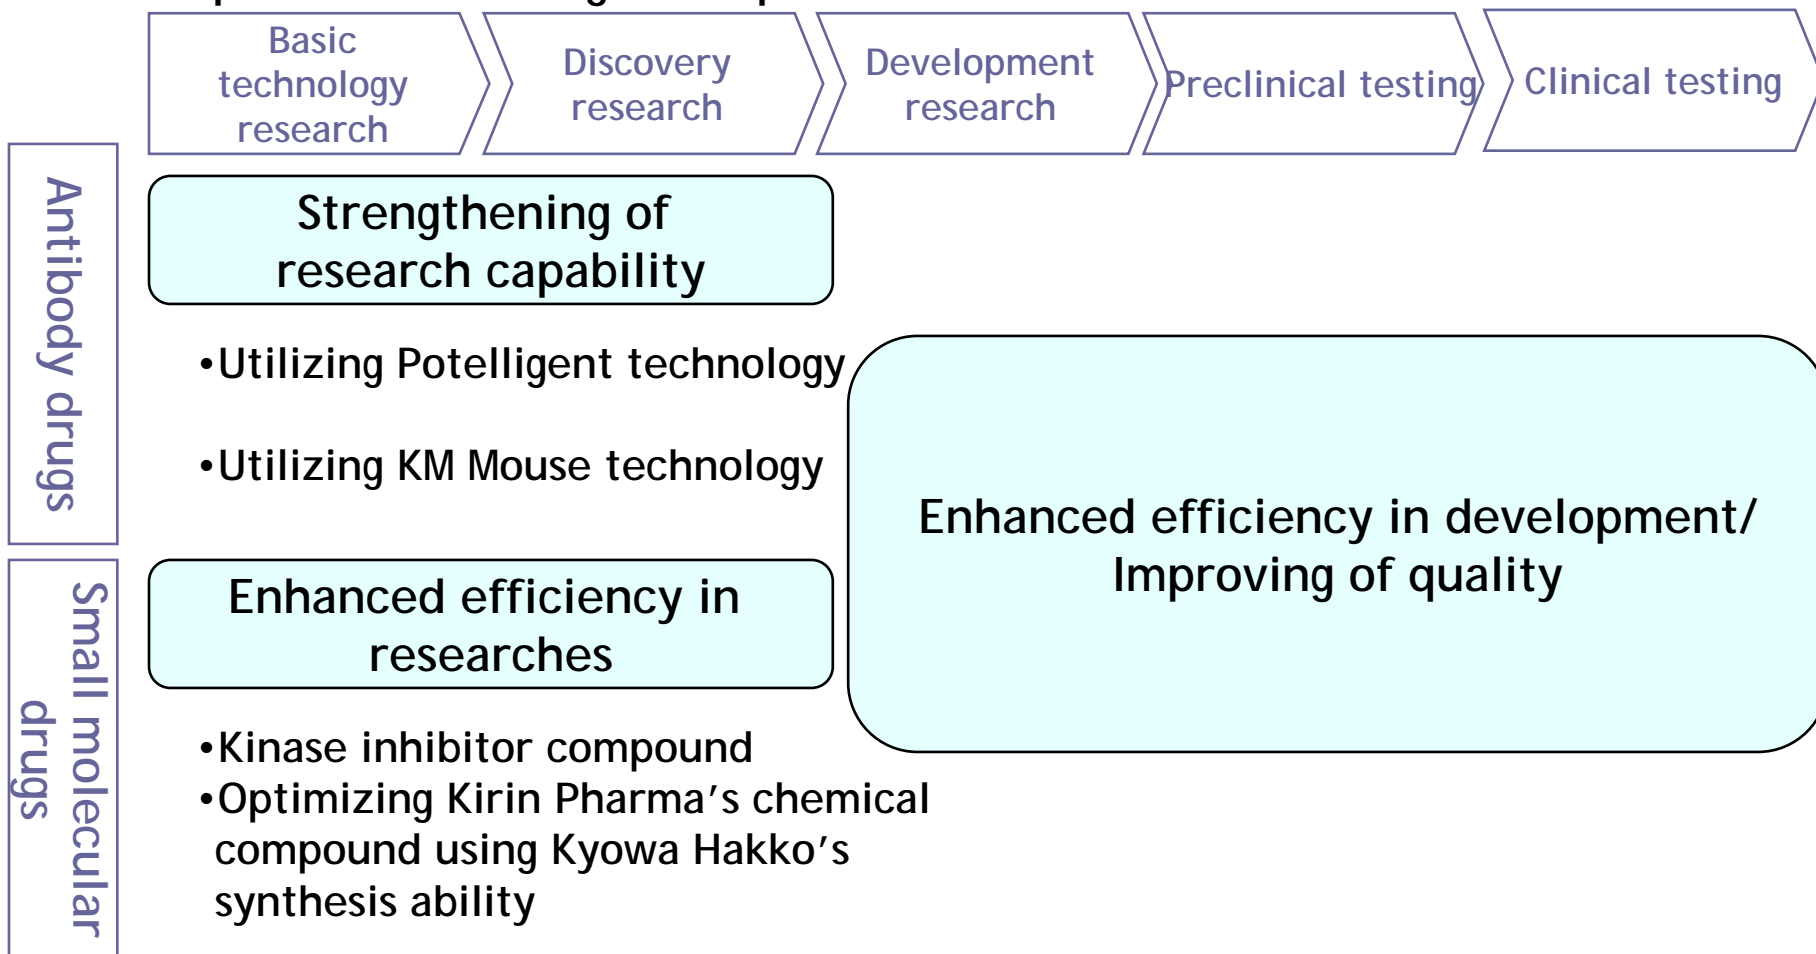 Basic
technology
research
Discovery
research
Development
research
Preclinical testing
Clinical testing
Antibody drugs
Strengthening of
research capability
•Utilizing Potelligent technology
•Utilizing KM Mouse technology
Enhanced efficiency in development/
Improving of quality
Small molecular
drugs
Enhanced efficiency in
researches
•Kinase inhibitor compound
•Optimizing Kirin Pharma’s chemical
compound using Kyowa Hakko’s
synthesis ability